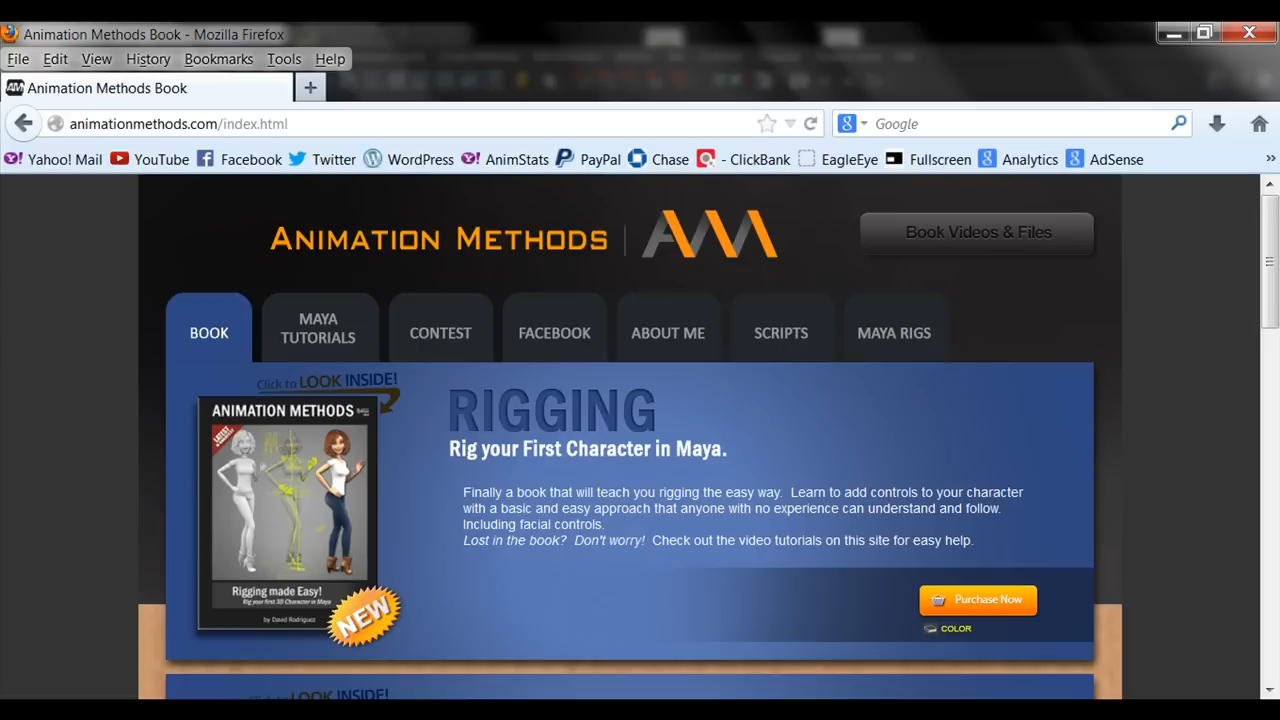 Animation Methods Book - Mozilla Firefox
File Edit View History Bookmarks Tools Help
Animation Methods Book
animationmethods.com/index.html
Google
Yahoo! Mail YouTube Facebook Twitter WordPress AnimStats PayPal Chase - ClickBank EagleEye Fullscreen Analytics AdSense »
ANIMATION METHODS | AM
Book Videos & Files
BOOK
MAYA
TUTORIALS
CONTEST
FACEBOOK
ABOUT ME
SCRIPTS
MAYA RIGS
Click to LOOK INSIDE!
ANIMATION METHODS
LATEST
Rigging made Easy!
Rig your first 3D Character in Maya
by David Rodriguez
NEW
RIGGING
Rig your First Character in Maya.
Finally a book that will teach you rigging the easy way. Learn to add controls to your character
with a basic and easy approach that anyone with no experience can understand and follow.
Including facial controls.
Lost in the book? Don't worry! Check out the video tutorials on this site for easy help.
Purchase Now
COLOR
Click to LOOK INSIDE!